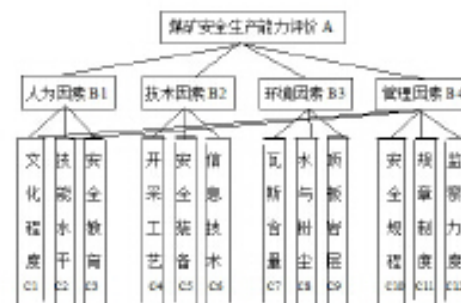 煤矿安全生产能力评价 A
人为因素 B1 技术因素 B2 环境因素 B3 管理因素 B4
文化程度 C1
技能水平 C2
安全教育 C3
开采工艺 C4
安全装备 C5
信息技术 C6
瓦斯含量 C7
水与粉尘 C8
顶板岩层 C9
安全规程 C10
规章制度 C11
监察力度 C12